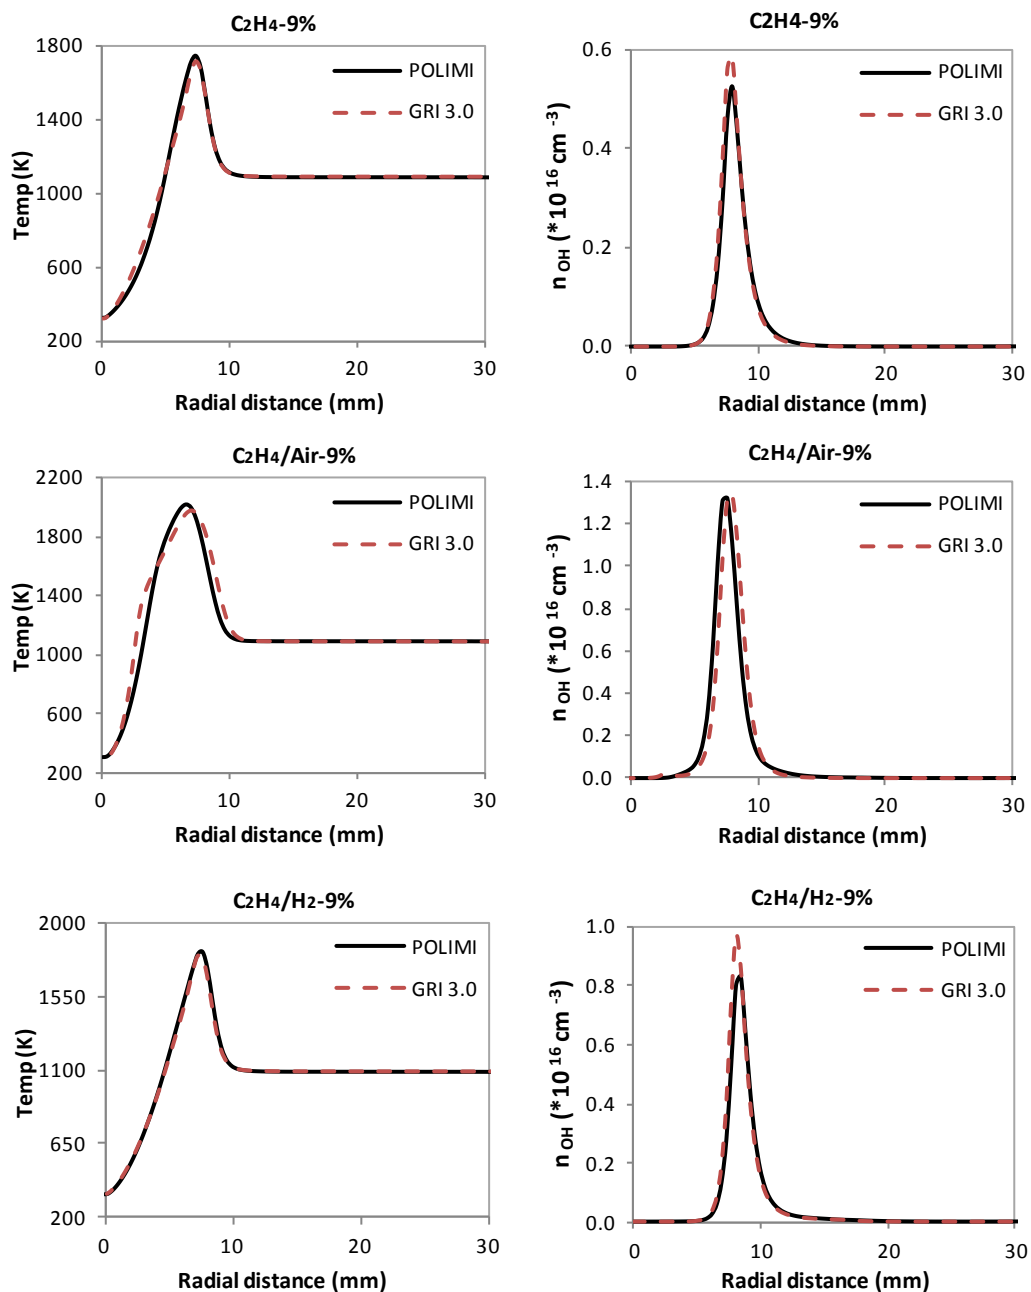 C2H4-9%
1800
1400
1000
600
200
Temp (K)
POLIMI
GRI 3.0
0 10 20 30
Radial distance (mm)
C2H4-9%
0.6
0.4
0.2
0.0
n OH (*10 16 cm -3)
POLIMI
GRI 3.0
0 10 20 30
Radial distance (mm)
C2H4/Air-9%
2200
1800
1400
1000
600
200
Temp (K)
POLIMI
GRI 3.0
0 10 20 30
Radial distance (mm)
C2H4/Air-9%
1.4
1.2
1.0
0.8
0.6
0.4
0.2
0.0
n OH (*10 16 cm -3)
POLIMI
GRI 3.0
0 10 20 30
Radial distance (mm)
C2H4/H2-9%
2000
1550
1100
650
200
Temp (K)
POLIMI
GRI 3.0
0 10 20 30
Radial distance (mm)
C2H4/H2-9%
1.0
0.8
0.6
0.4
0.2
0.0
n OH (*10 16 cm -3)
POLIMI
GRI 3.0
0 10 20 30
Radial distance (mm)